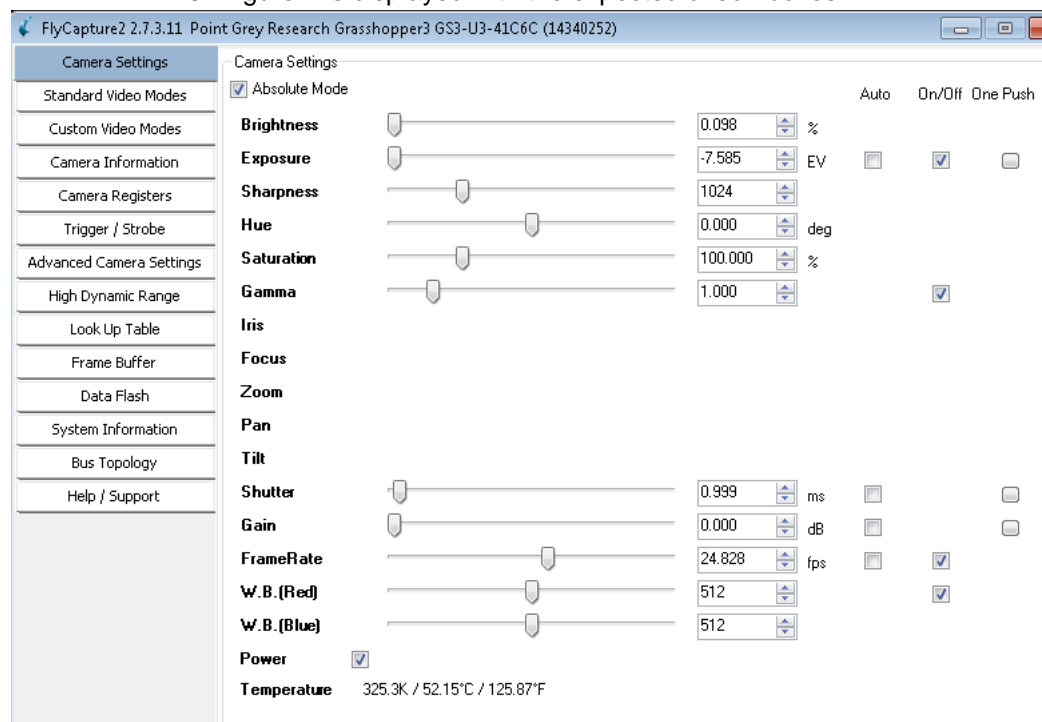 FlyCapture2 2.7.3.11 Point Grey Research Grasshopper3 GS3-U3-41C6C (14340252)
Camera Settings
Standard Video Modes
Custom Video Modes
Camera Information
Camera Registers
Trigger / Strobe
Advanced Camera Settings
High Dynamic Range
Look Up Table
Frame Buffer
Data Flash
System Information
Bus Topology
Help / Support
Camera Settings
Absolute Mode
Auto On/Off One Push
Brightness 0.098 %
Exposure -7.585 EV
Sharpness 1024
Hue 0.000 deg
Saturation 100.000 %
Gamma 1.000
Iris
Focus
Zoom
Pan
Tilt
Shutter 0.999 ms
Gain 0.000 dB
FrameRate 24.828 fps
W.B.(Red) 512
W.B.(Blue) 512
Power
Temperature 325.3K / 52.15°C / 125.87°F